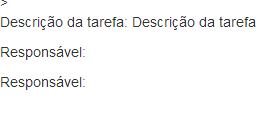 >
Descrição da tarefa: Descrição da tarefa
Responsável:
Responsável: